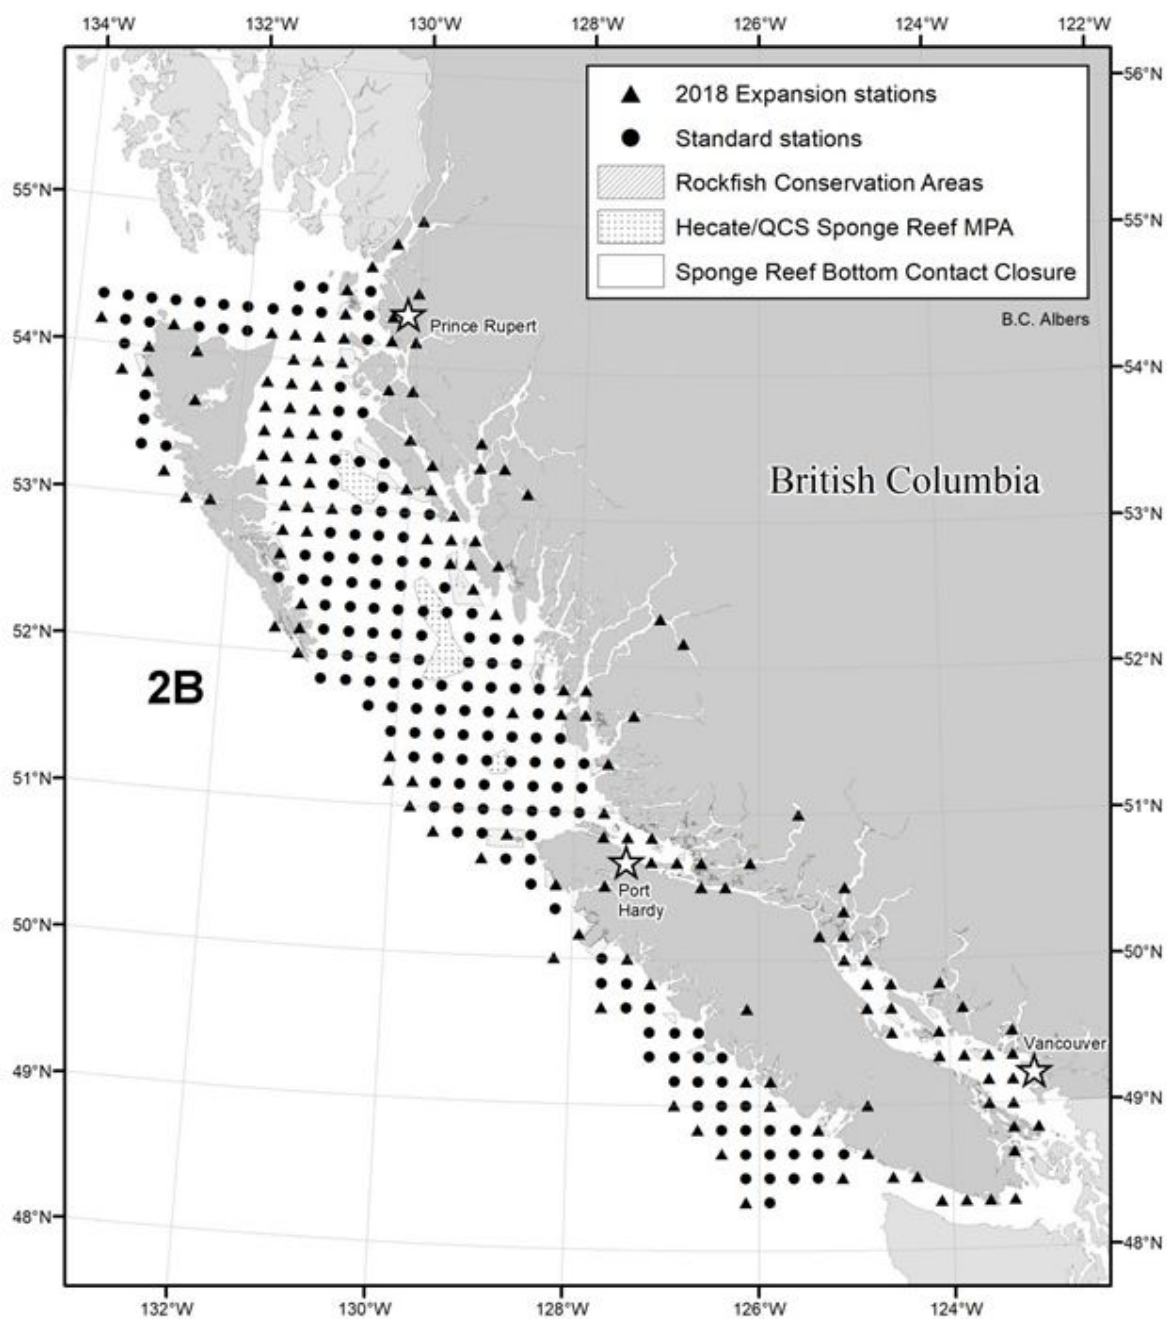 134°W 132°W 130°W 128°W 126°W 124°W 122°W
56°N
2018 Expansion stations
Standard stations
Rockfish Conservation Areas
Hecate/QCS Sponge Reef MPA
Sponge Reef Bottom Contact Closure
55°N 55°N
B.C. Albers
Prince Rupert
54°N 54°N
British Columbia
53°N 53°N
52°N 52°N
2B
51°N 51°N
Port
Hardy
50°N 50°N
Vancouver
49°N 49°N
48°N 48°N
132°W 130°W 128°W 126°W 124°W